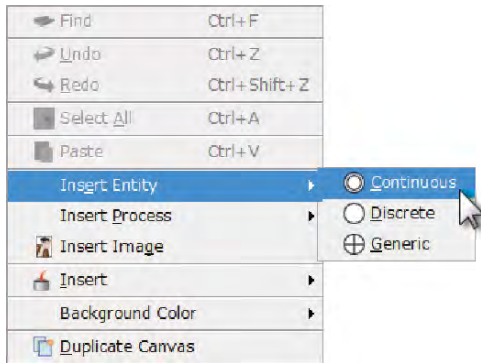 Find Ctrl+F
Undo Ctrl+Z
Redo Ctrl+Shift+Z
Select All Ctrl+A
Paste Ctrl+V
Insert Entity
Continuous
Insert Process
Discrete
Insert Image
Generic
Insert
Background Color
Duplicate Canvas